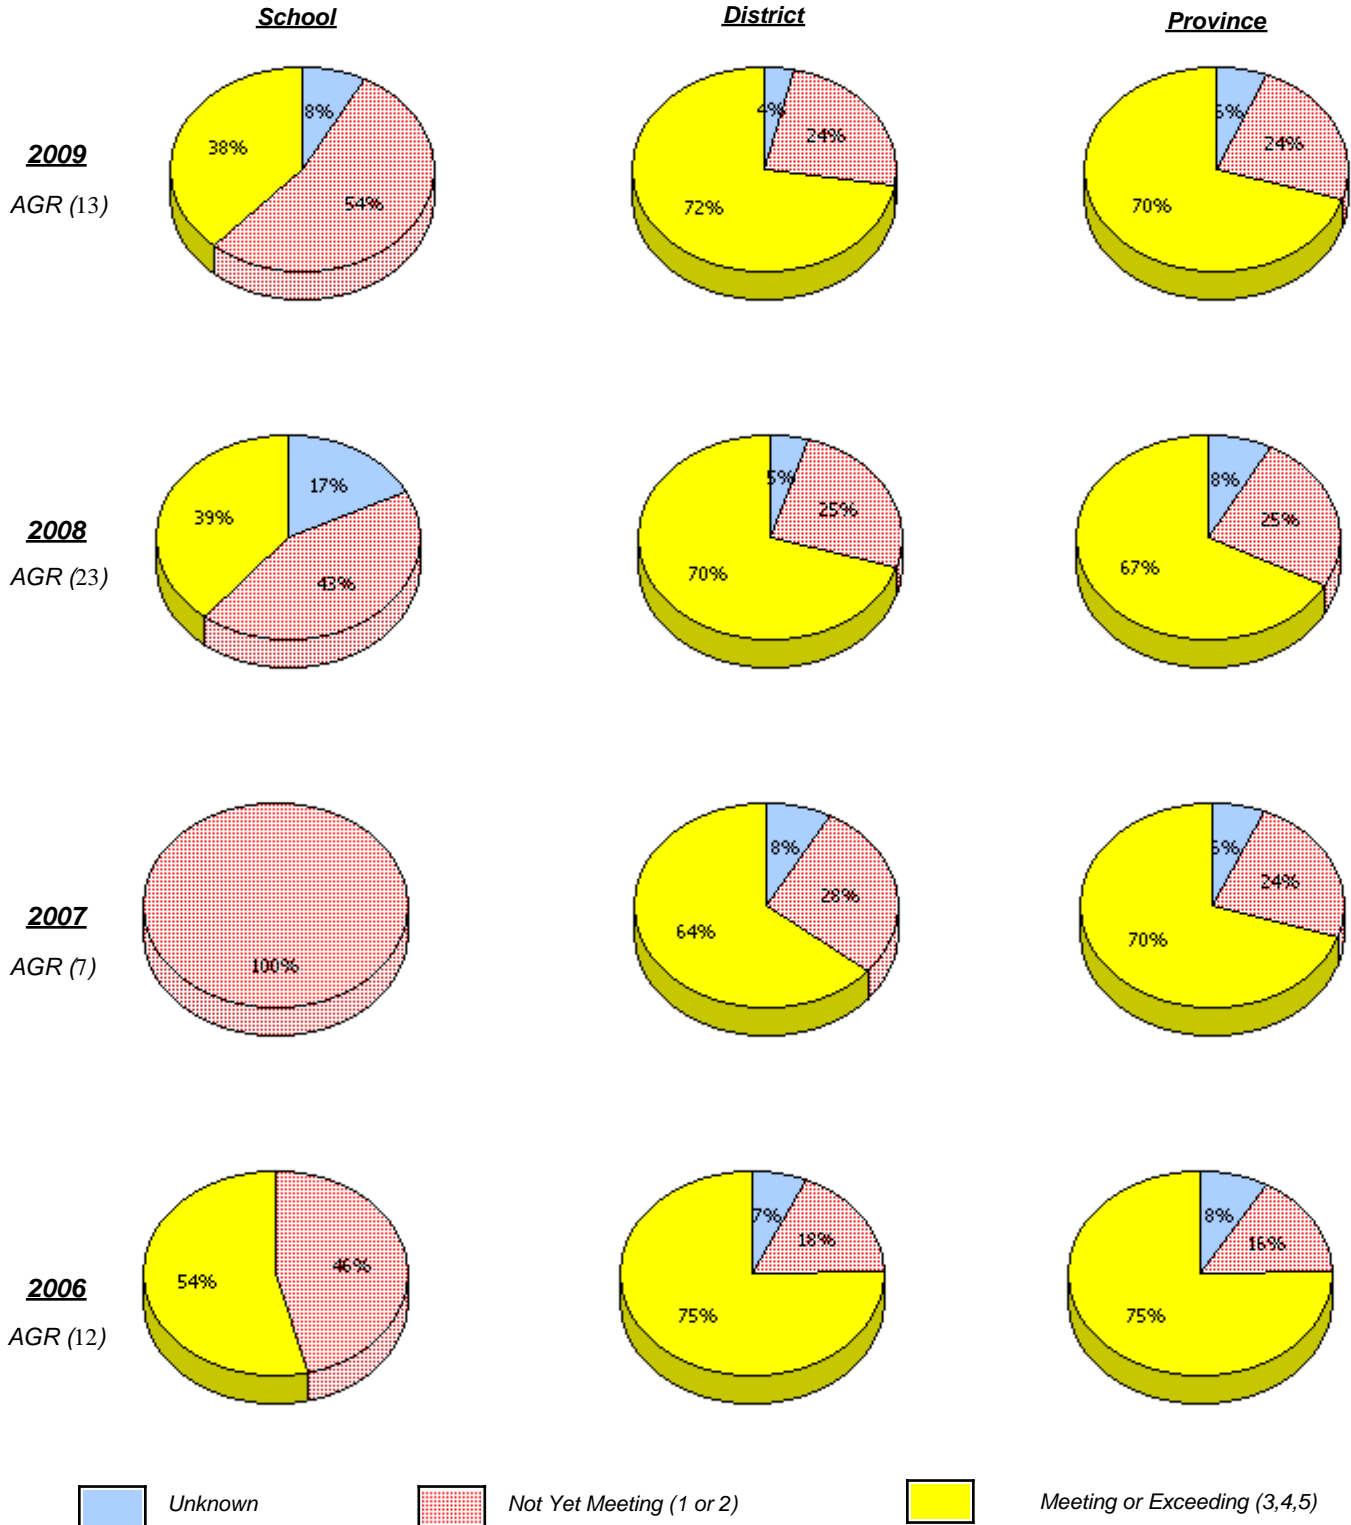 School District Province
8% 4%
38% 24% 24%
2009
AGR (13) 54% 72% 70%
17% 5% 8%
39% 25% 25%
2008
AGR (23) 43% 70% 67%
8%
28% 24%
2007
64% 70%
AGR (7) 100%
7% 8%
46% 18% 16%
2006 54%
AGR (12) 75% 75%
Unknown Not Yet Meeting (1 or 2) Meeting or Exceeding (3,4,5)